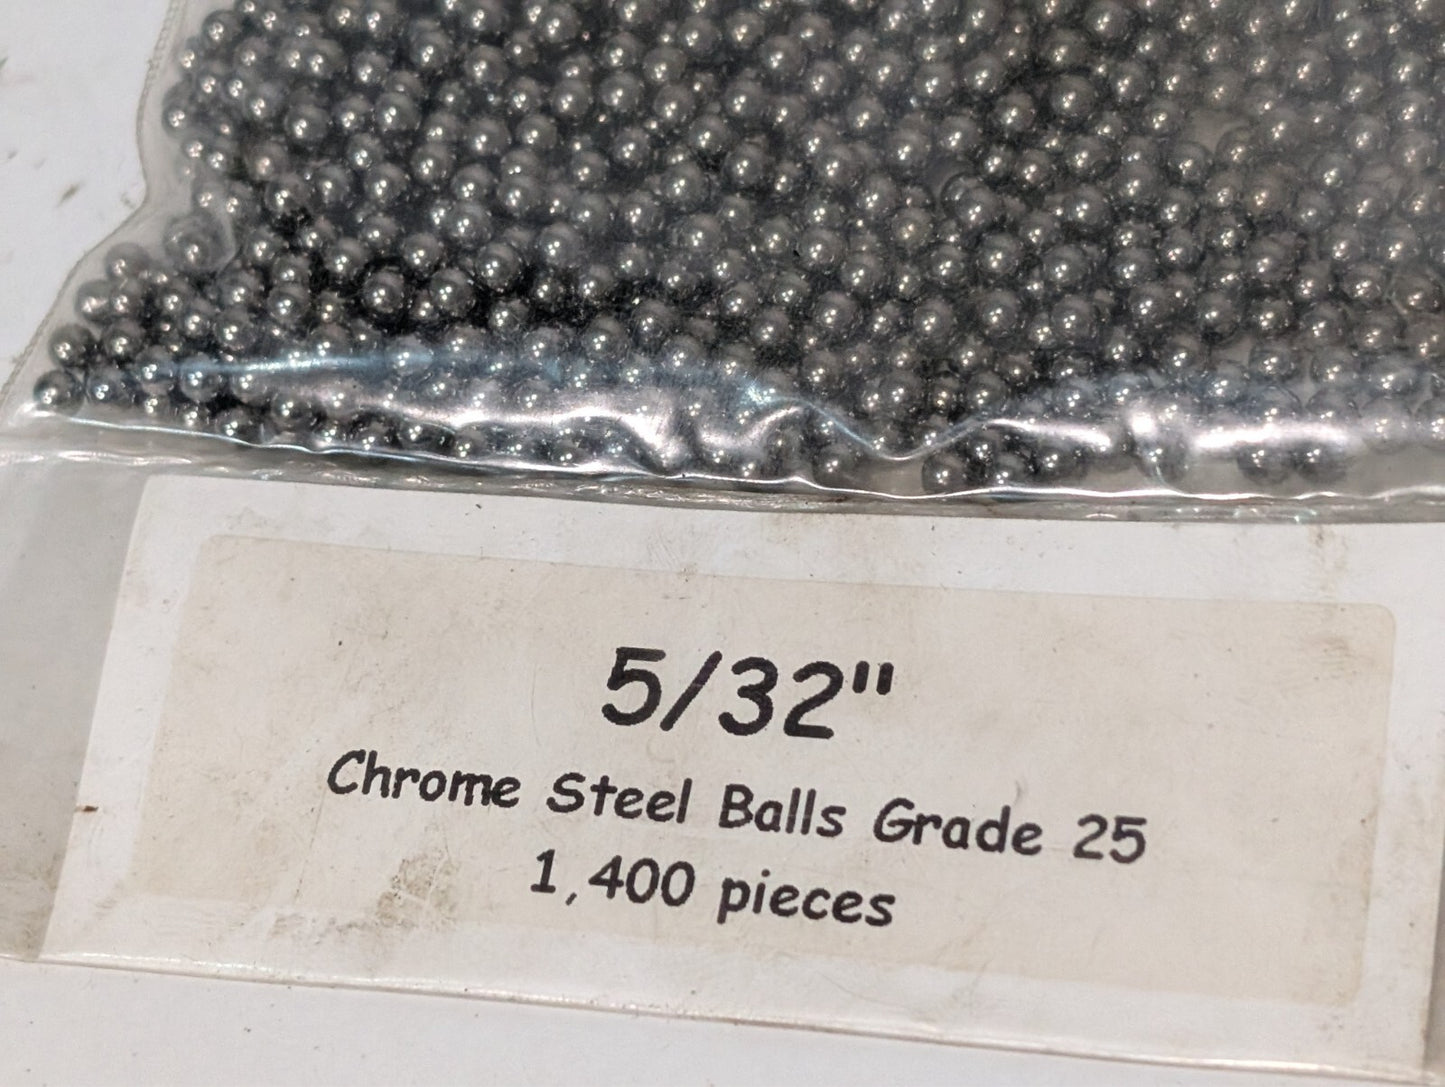 5/32"
Chrome Steel Balls Grade 25
1,400 pieces